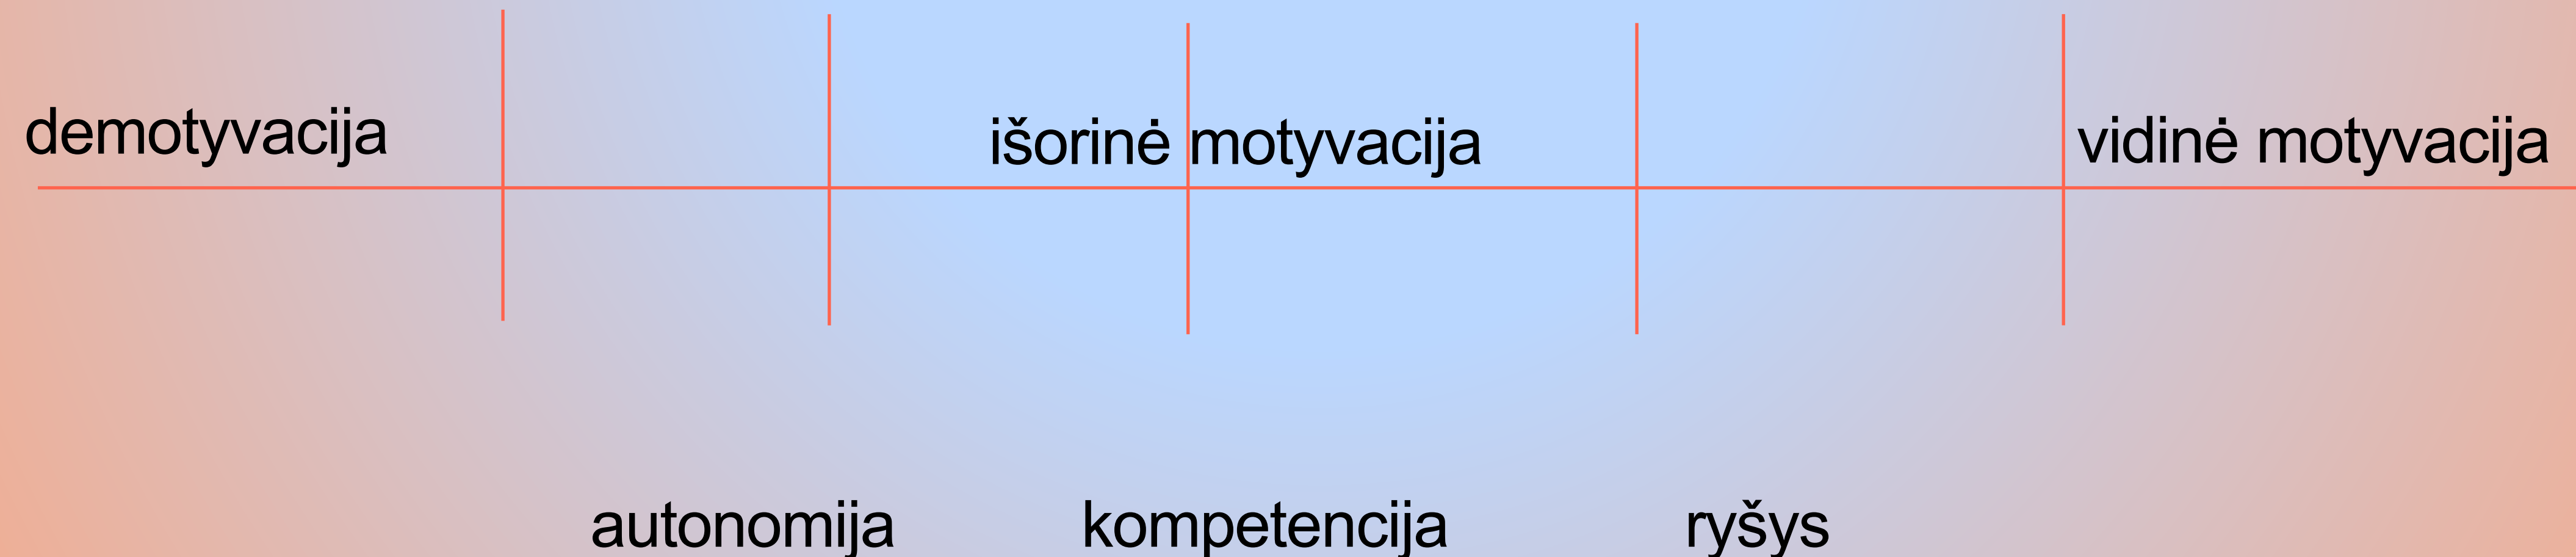 demotyvacija
išorinė motyvacija
vidinė motyvacija
autonomija
kompetencija
ryšys